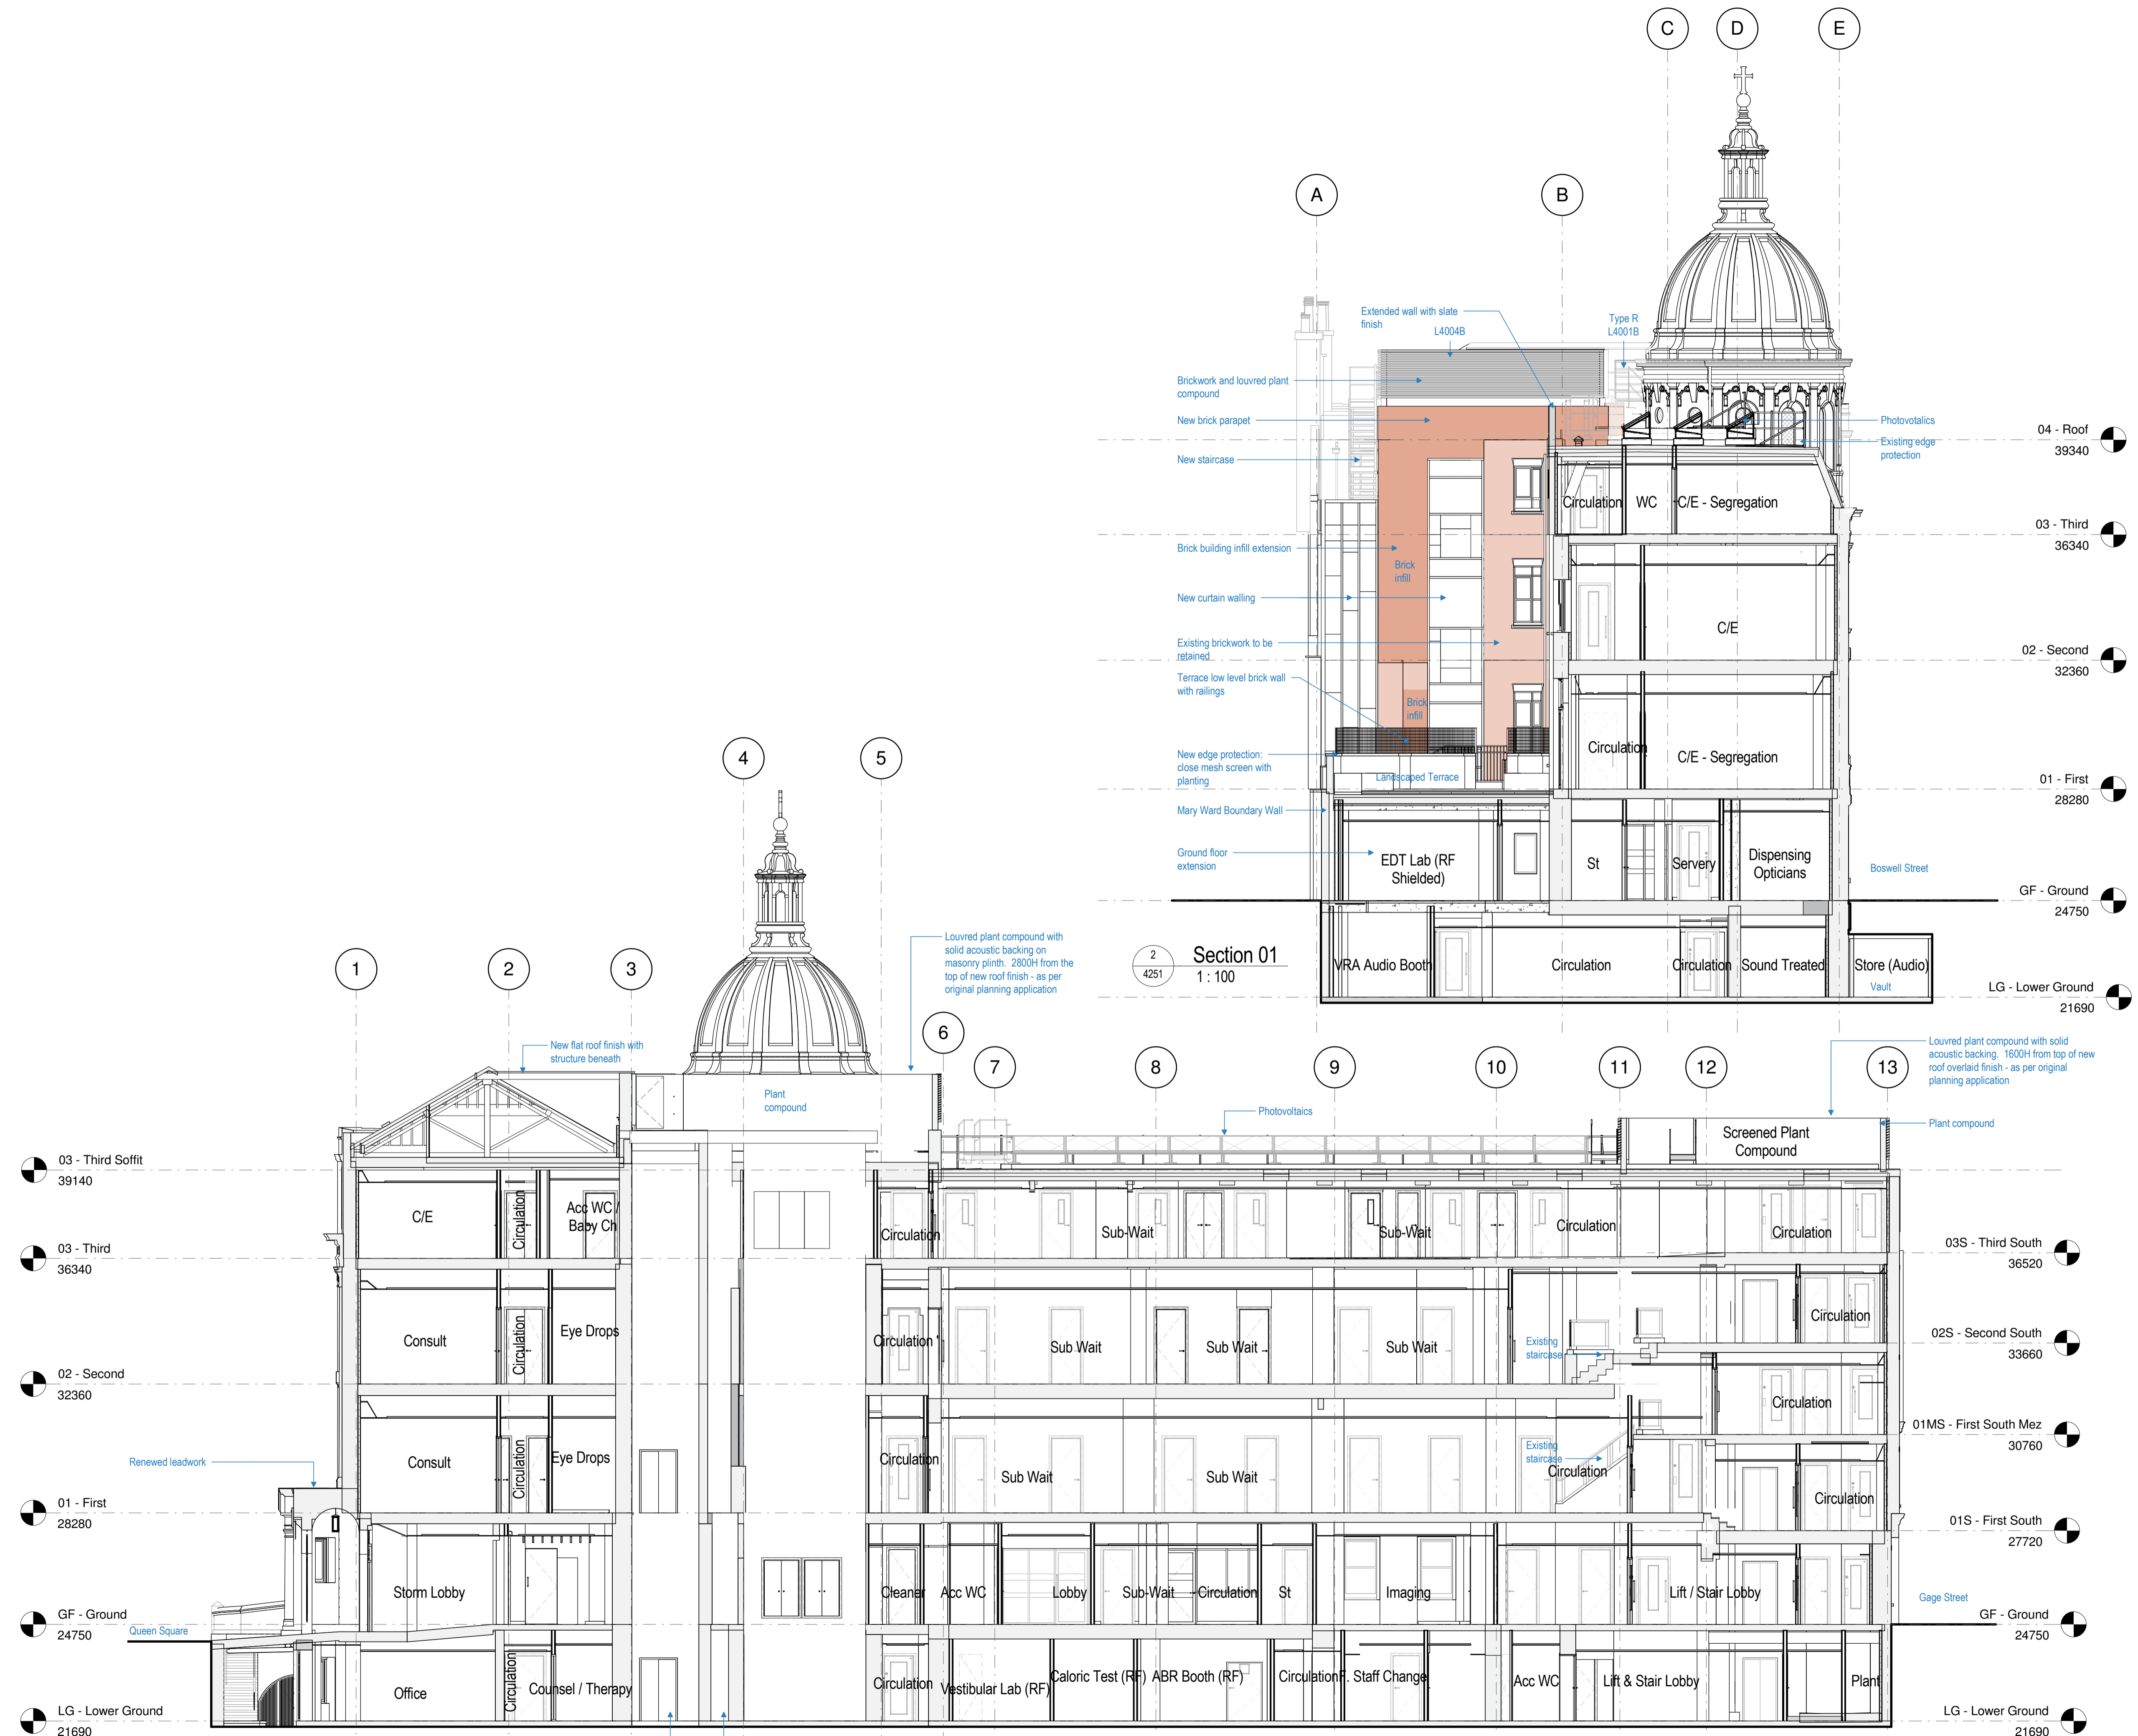 C
D
E
A
B
Extended wall with slate
finish
L4004B
Type R
L4001B
Brickwork and louvred plant
compound
New brick parapet
New staircase
Brick building infill extension
Brick
infill
New curtain walling
Existing brickwork to be
retained
Terrace low level brick wall
with railings
Brick
infill
New edge protection:
close mesh screen with
planting
Landscaped Terrace
Mary Ward Boundary Wall
Ground floor
extension
Photovotalics
Existing edge
protection
04 - Roof
39340
Circulation
WC
C/E - Segregation
03 - Third
36340
C/E
02 - Second
32360
Circulation
C/E - Segregation
01 - First
28280
EDT Lab (RF
Shielded)
St
Servery
Dispensing
Opticians
Boswell Street
GF - Ground
24750
VRA Audio Booth
Circulation
Circulation
Sound Treated
Store (Audio)
Vault
LG - Lower Ground
21690
2
4251
Section 01
1 : 100
1
2
3
4
5
6
7
8
9
10
11
12
13
Louvred plant compound with
solid acoustic backing on
masonry plinth. 2800H from the
top of new roof finish - as per
original planning application
New flat roof finish with
structure beneath
Plant
compound
Photovoltaics
Louvred plant compound with solid
acoustic backing. 1600H from top of new
roof overlaid finish - as per original
planning application
Plant compound
Screened Plant
Compound
03 - Third Soffit
39140
C/E
Circulation
Acc WC /
Baby Ch
Circulation
Sub-Wait
Sub-Wait
Circulation
Circulation
03 - Third
36340
03S - Third South
36520
Consult
Circulation
Eye Drops
Circulation
Sub Wait
Sub Wait
Sub Wait
Existing
staircase
Circulation
02S - Second South
33660
02 - Second
32360
Circulation
01MS - First South Mez
30760
Renewed leadwork
Consult
Circulation
Eye Drops
Circulation
Sub Wait
Sub Wait
Existing
staircase
Circulation
Circulation
01 - First
28280
01S - First South
27720
Storm Lobby
Cleaner
Acc WC
Lobby
Sub-Wait
Circulation
St
Imaging
Lift / Stair Lobby
Gage Street
GF - Ground
24750
Queen Square
GF - Ground
24750
Office
Circulation
Counsel / Therapy
Circulation
Vestibular Lab (RF)
Caloric Test (RF)
ABR Booth (RF)
Circulation
F. Staff Change
Acc WC
Lift & Stair Lobby
Plant
LG - Lower Ground
21690
LG - Lower Ground
21690